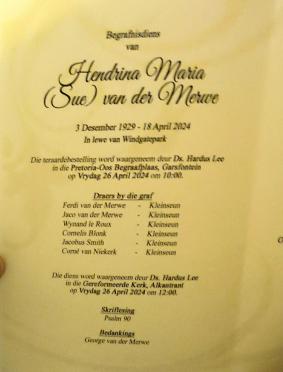 Begrafnisdiens
van
Hendrina Maria
(Sue) van der Merwe
3 Desember 1929 - 18 April 2024
In lewe van Windgatepark
Die teraardebestelling word waargeneem deur Ds. Hardus Lee
in die Pretoria-Oos Begraafplaas, Garsfontein
op Vrydag 26 April 2024 om 10:00.
Draers by die graf
Ferdi van der Merwe - Kleinseun
Jaco van der Merwe - Kleinseun
Wynand le Roux - Kleinseun
Cornelis Blonk - Kleinseun
Jacobus Smith - Kleinseun
Corné van Niekerk - Kleinseun
Die diens word waargeneem deur Ds. Hardus Lee
in die Gereformeerde Kerk, Alkantrant
op Vrydag 26 April 2024 om 12:00.
Skriflesing
Psalm 90
Bedankings
George van der Merwe